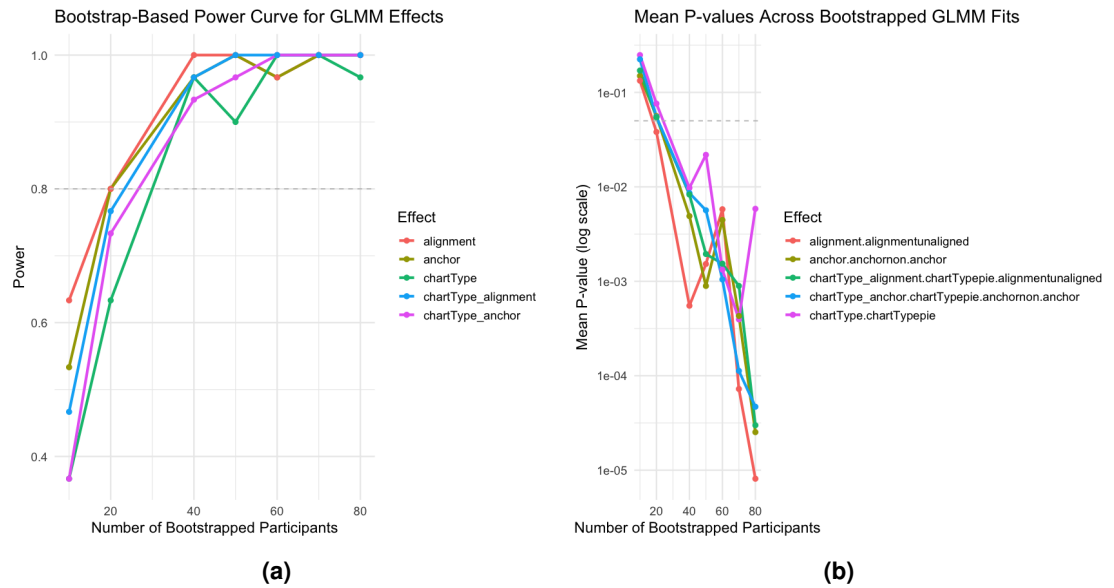 Bootstrap-Based Power Curve for GLMM Effects
1.0
0.8
0.6
0.4
Power
20
40
60
80
Number of Bootstrapped Participants
Effect
alignment
anchor
chartType
chartType_alignment
chartType_anchor
(a)
Mean P-values Across Bootstrapped GLMM Fits
1e-01
1e-02
1e-03
1e-04
1e-05
Mean P-value (log scale)
20
40
60
80
Number of Bootstrapped Participants
Effect
alignment.alignmentunaligned
anchor.anchornon.anchor
chartType_alignment.chartTypepie.alignmentunaligned
chartType_anchor.chartTypepie.anchornon.anchor
chartType.chartTypepie
(b)